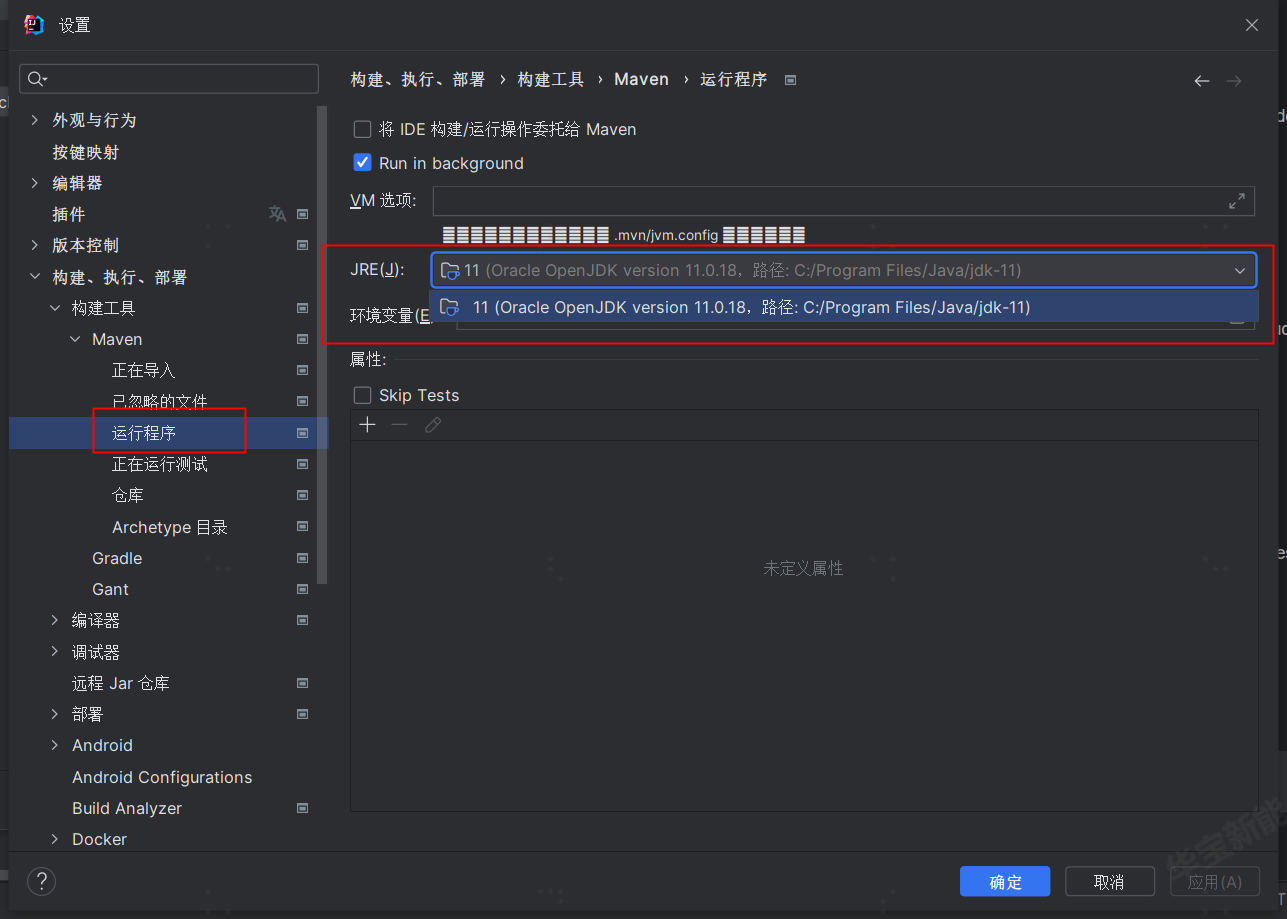 设置
外观与行为
按键映射
编辑器
插件
版本控制
构建、执行、部署
构建工具
Maven
正在导入
已忽略的文件
运行程序
正在运行测试
仓库
Archetype 目录
Gradle
Gant
编译器
调试器
远程 Jar 仓库
部署
Android
Android Configurations
Build Analyzer
Docker
构建、执行、部署 › 构建工具 › Maven › 运行程序
将 IDE 构建/运行操作委托给 Maven
Run in background
VM 选项:
.mvn/jvm.config
JRE(J): 11 (Oracle OpenJDK version 11.0.18，路径: C:/Program Files/Java/jdk-11)
11 (Oracle OpenJDK version 11.0.18，路径: C:/Program Files/Java/jdk-11)
环境变量(E
属性:
Skip Tests
未定义属性
华宝新能
?
确定 取消 应用(A)